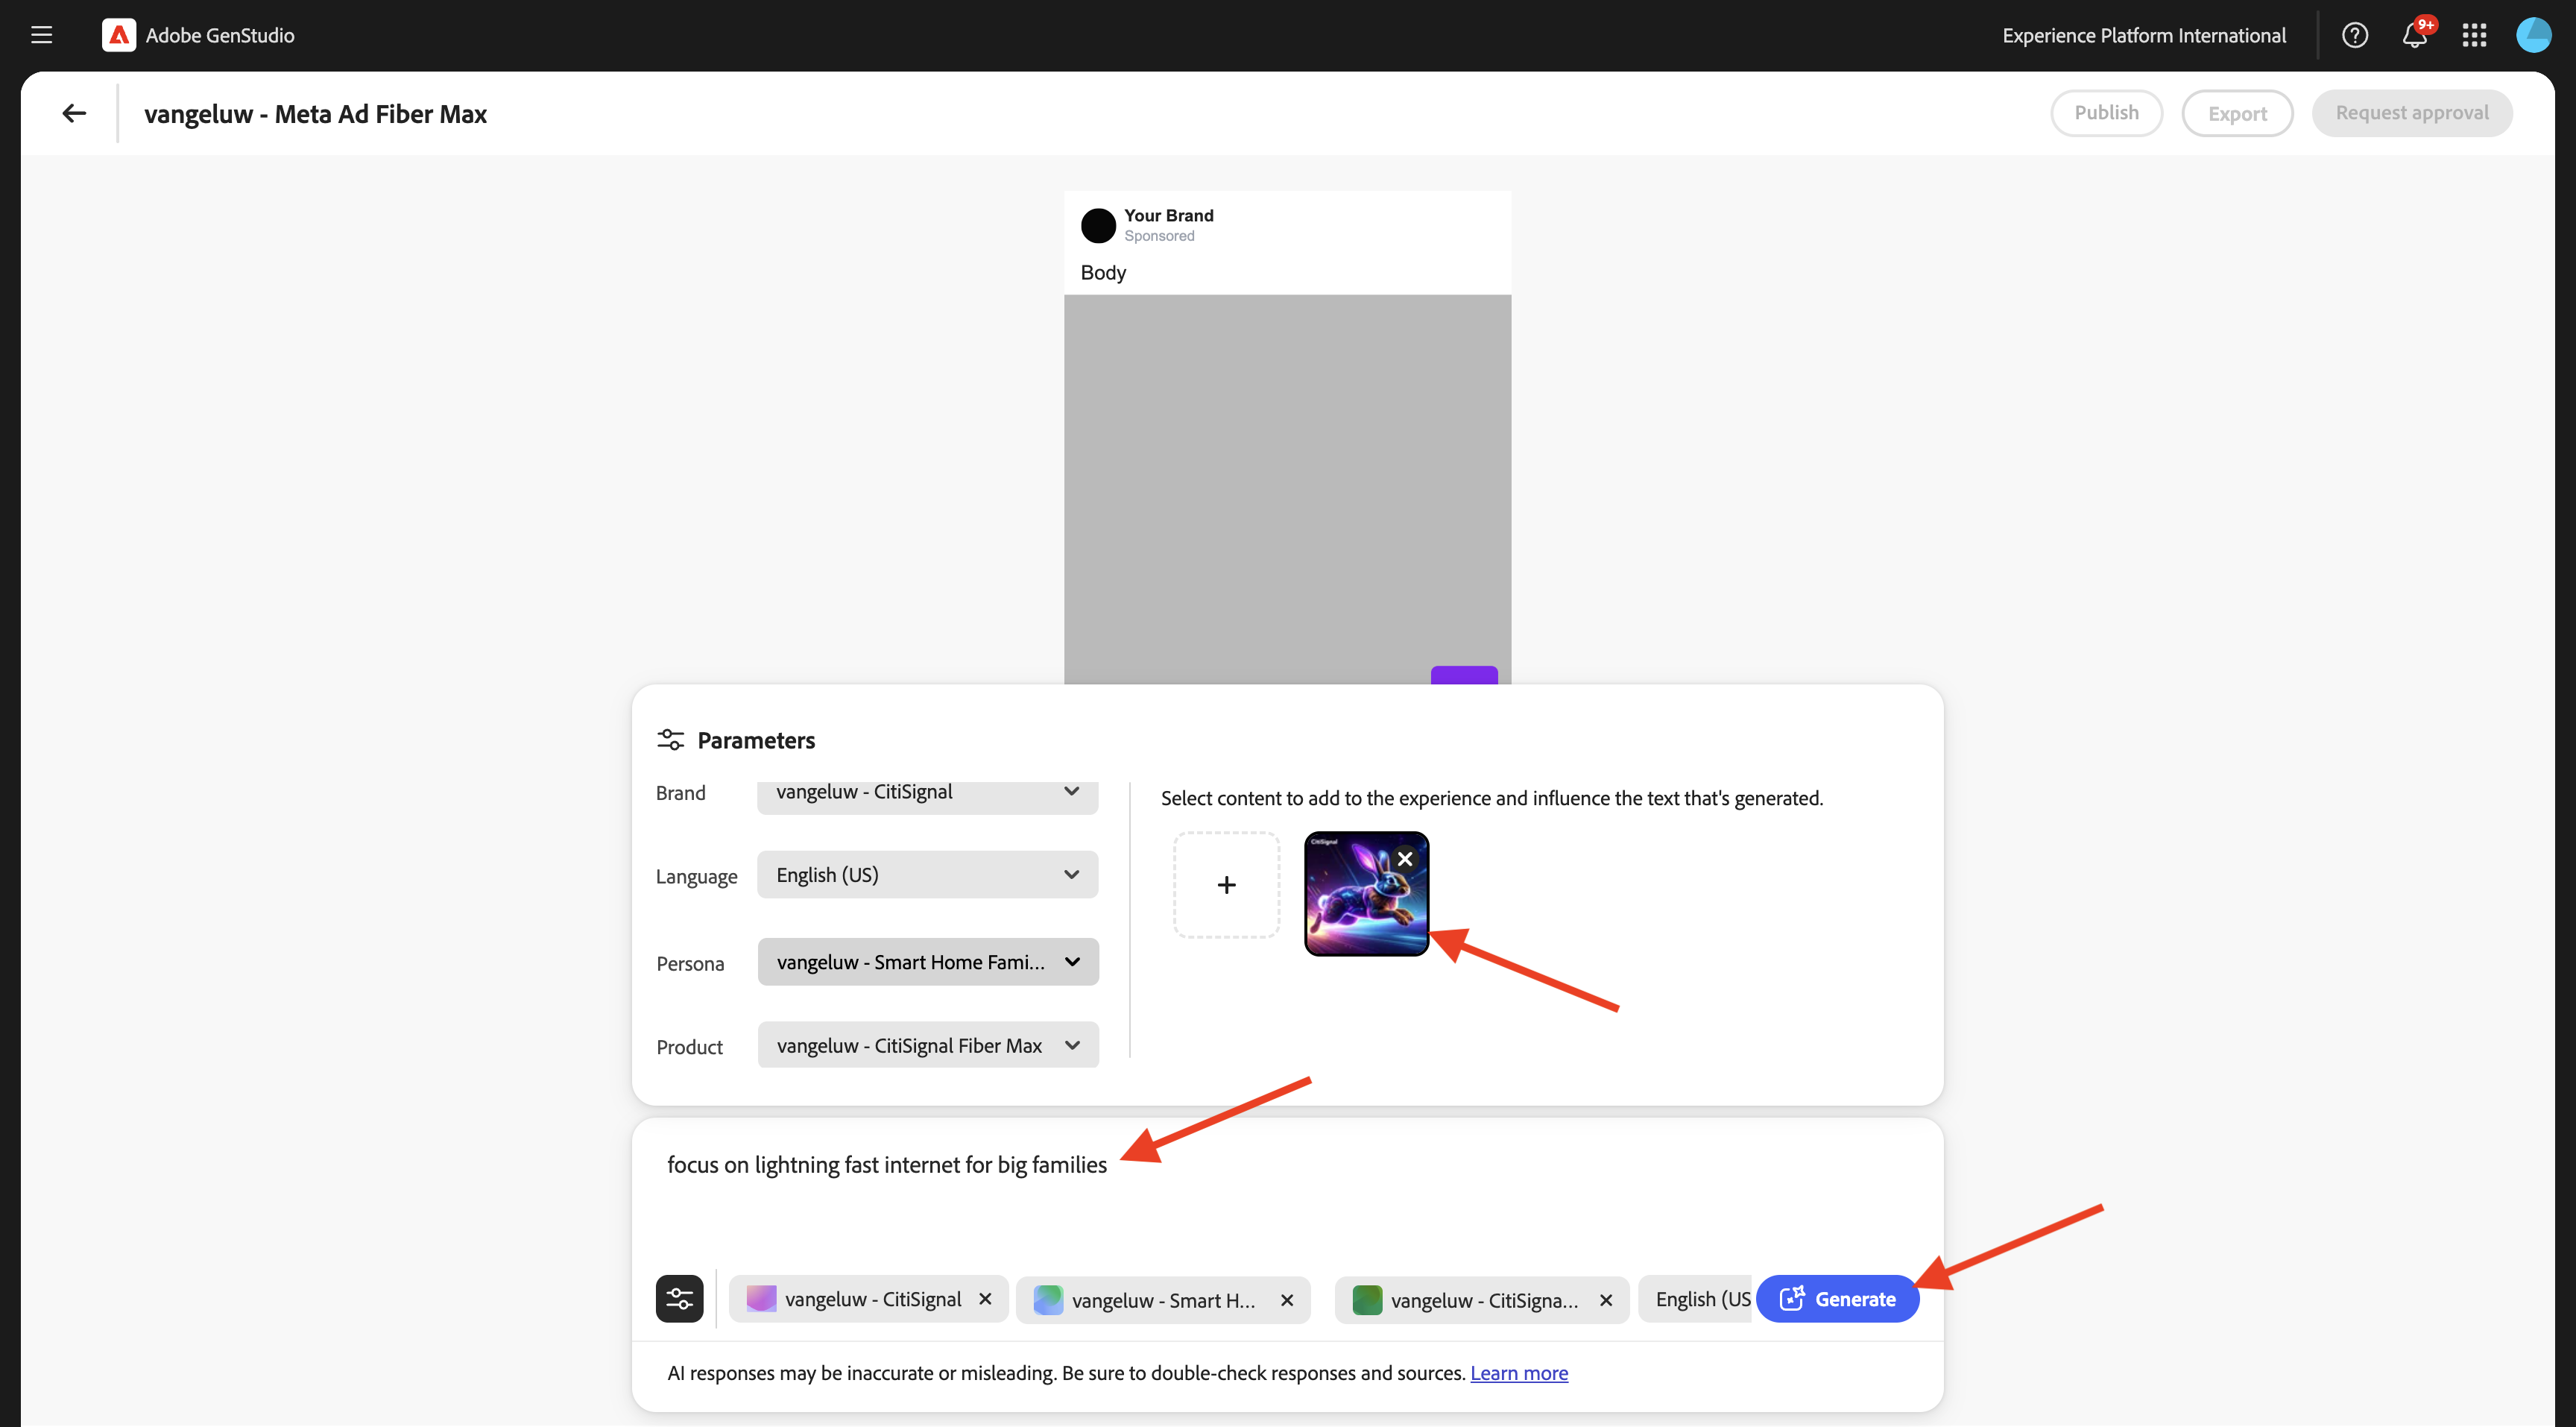 Adobe GenStudio
Experience Platform International
9+
vangeluw - Meta Ad Fiber Max
Publish
Export
Request approval
Your Brand
Sponsored
Body
Parameters
Brand
vangeluw - CitiSignal
Language
English (US)
Persona
vangeluw - Smart Home Fami...
Product
vangeluw - CitiSignal Fiber Max
Select content to add to the experience and influence the text that's generated.
CitiSignal
focus on lightning fast internet for big families
vangeluw - CitiSignal
vangeluw - Smart H...
vangeluw - CitiSigna...
English (US
Generate
AI responses may be inaccurate or misleading. Be sure to double-check responses and sources. Learn more